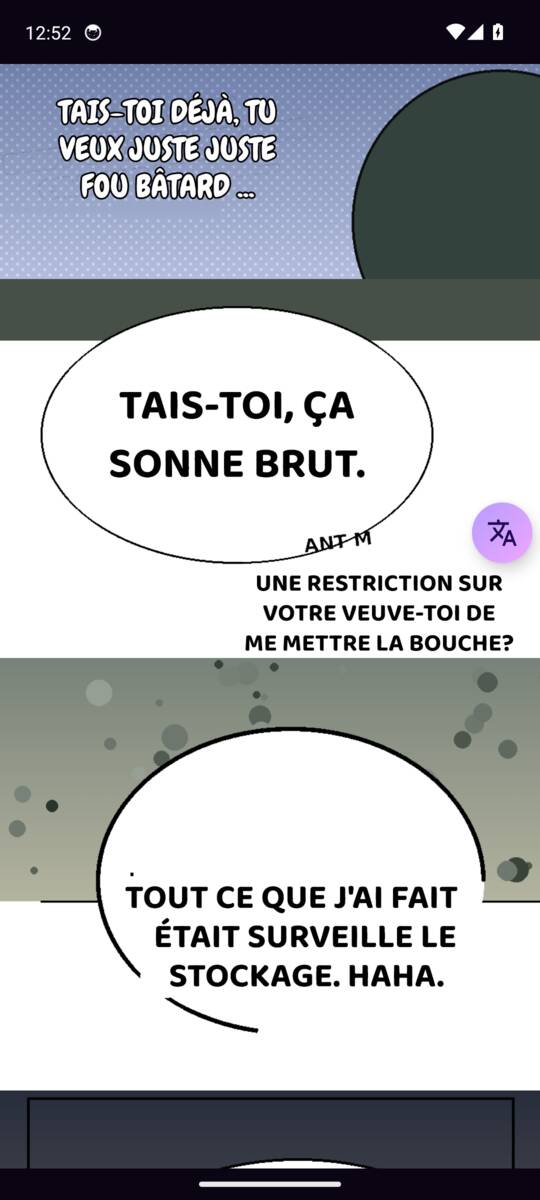 12:52
TAIS-TOI DÉJÀ, TU
VEUX JUSTE JUSTE
FOU BÂTARD ...
TAIS-TOI, ÇA
SONNE BRUT.
ANT M
UNE RESTRICTION SUR
VOTRE VEUVE-TOI DE
ME METTRE LA BOUCHE?
TOUT CE QUE J'AI FAIT
ÉTAIT SURVEILLE LE
STOCKAGE. HAHA.